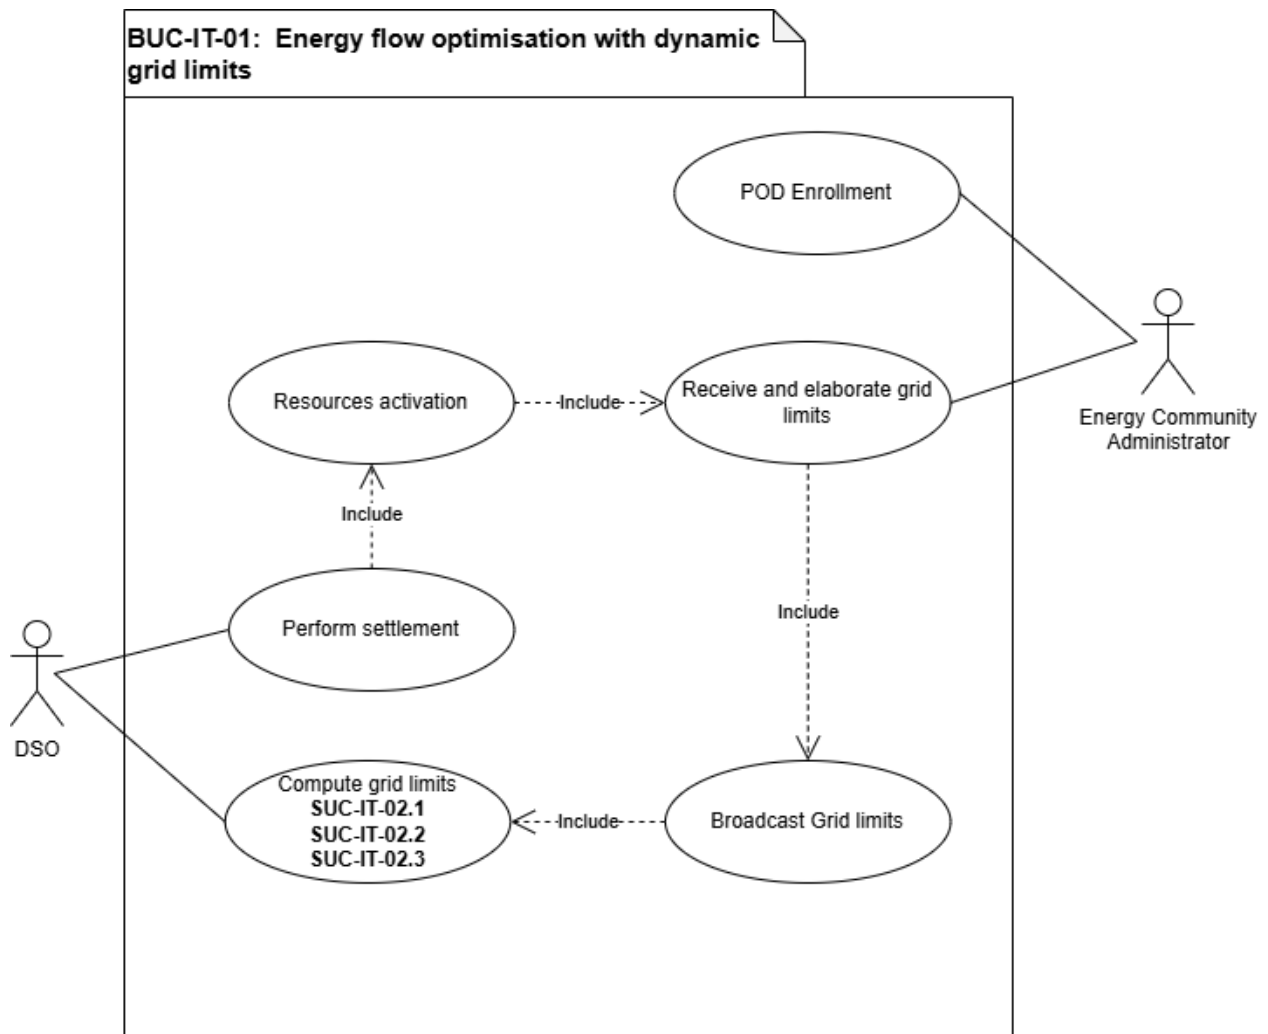 BUC-IT-01:  Energy flow optimisation with dynamic
grid limits
POD Enrollment
Resources activation
Include
Receive and elaborate grid
limits
Energy Community
Administrator
Include
Perform settlement
Include
DSO
Compute grid limits
SUC-IT-02.1
SUC-IT-02.2
SUC-IT-02.3
Include
Broadcast Grid limits